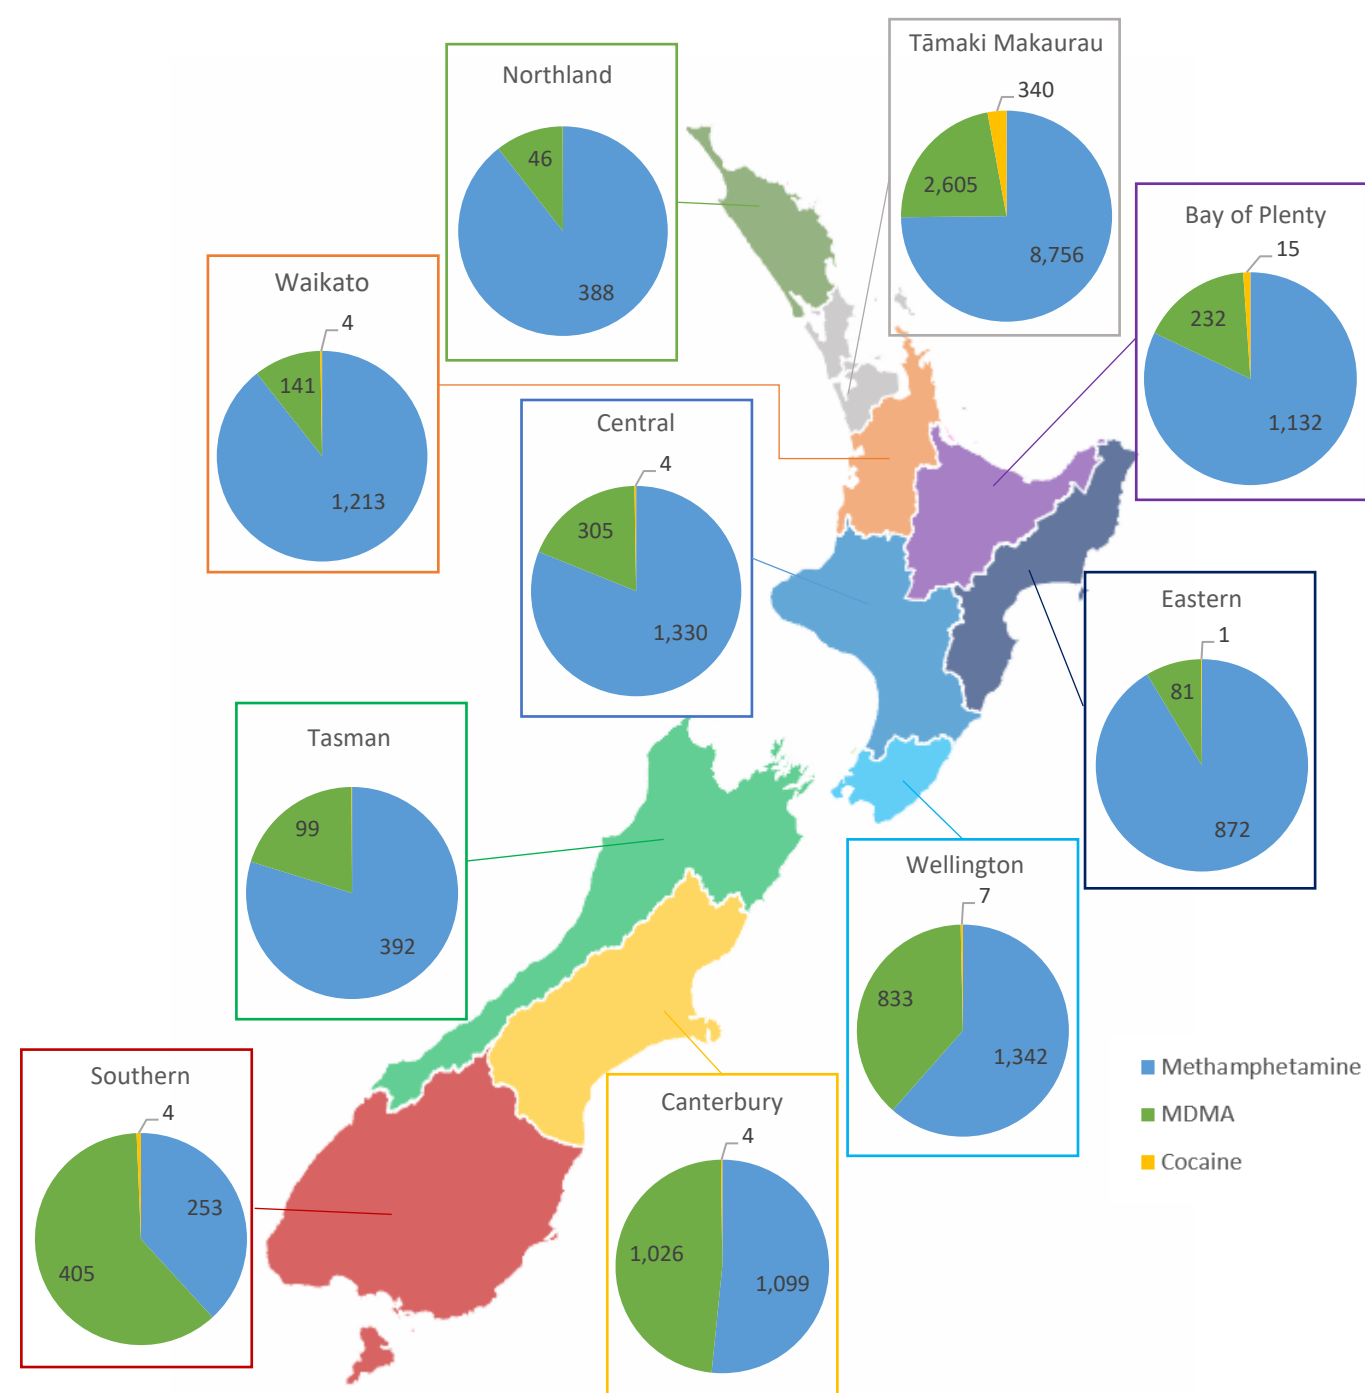 Tāmaki Makaurau
340
2,605
8,756
Northland
46
388
Bay of Plenty
15
232
1,132
Waikato
4
141
1,213
Central
4
305
1,330
Eastern
1
81
872
Tasman
99
392
Wellington
7
833
1,342
Southern
4
253
405
Canterbury
4
1,026
1,099
Methamphetamine
MDMA
Cocaine